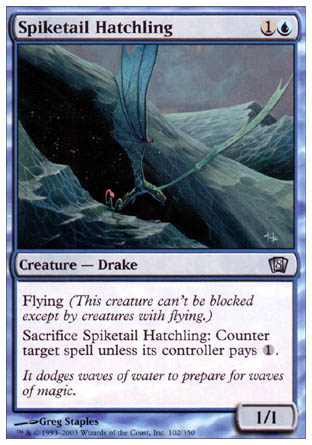 Spiketail Hatchling 1
Creature — Drake 8
Flying (This creature can't be blocked
except by creatures with flying.)
Sacrifice Spiketail Hatchling: Counter
target spell unless its controller pays 1.
It dodges waves of water to prepare for waves
of magic.
Greg Staples
™ & © 1993-2003 Wizards of the Coast, Inc. 102/350
1/1